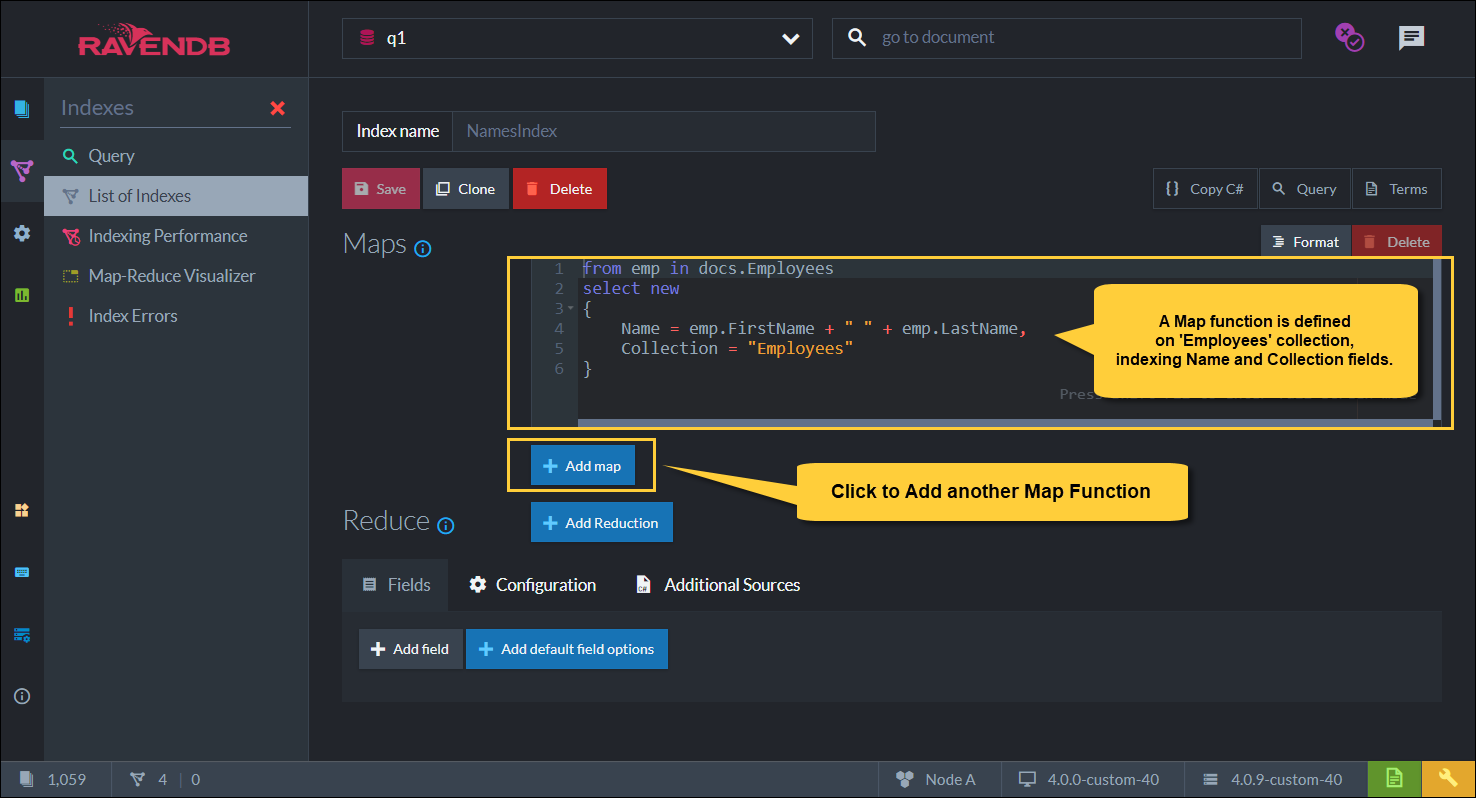 RAVENDB
q1
go to document
Indexes
Query
List of Indexes
Indexing Performance
Map-Reduce Visualizer
Index Errors
Index name NamesIndex
Save Clone Delete
{} Copy C# Query Terms
Maps
Format Delete
1 from emp in docs.Employees
2 select new
3 {
4 Name = emp.FirstName + " " + emp.LastName,
5 Collection = "Employees"
6 }
A Map function is defined
on 'Employees' collection,
indexing Name and Collection fields.
Press
+ Add map
Click to Add another Map Function
Reduce
+ Add Reduction
Fields Configuration C# Additional Sources
+ Add field + Add default field options
1,059 4 | 0 Node A 4.0.0-custom-40 4.0.9-custom-40